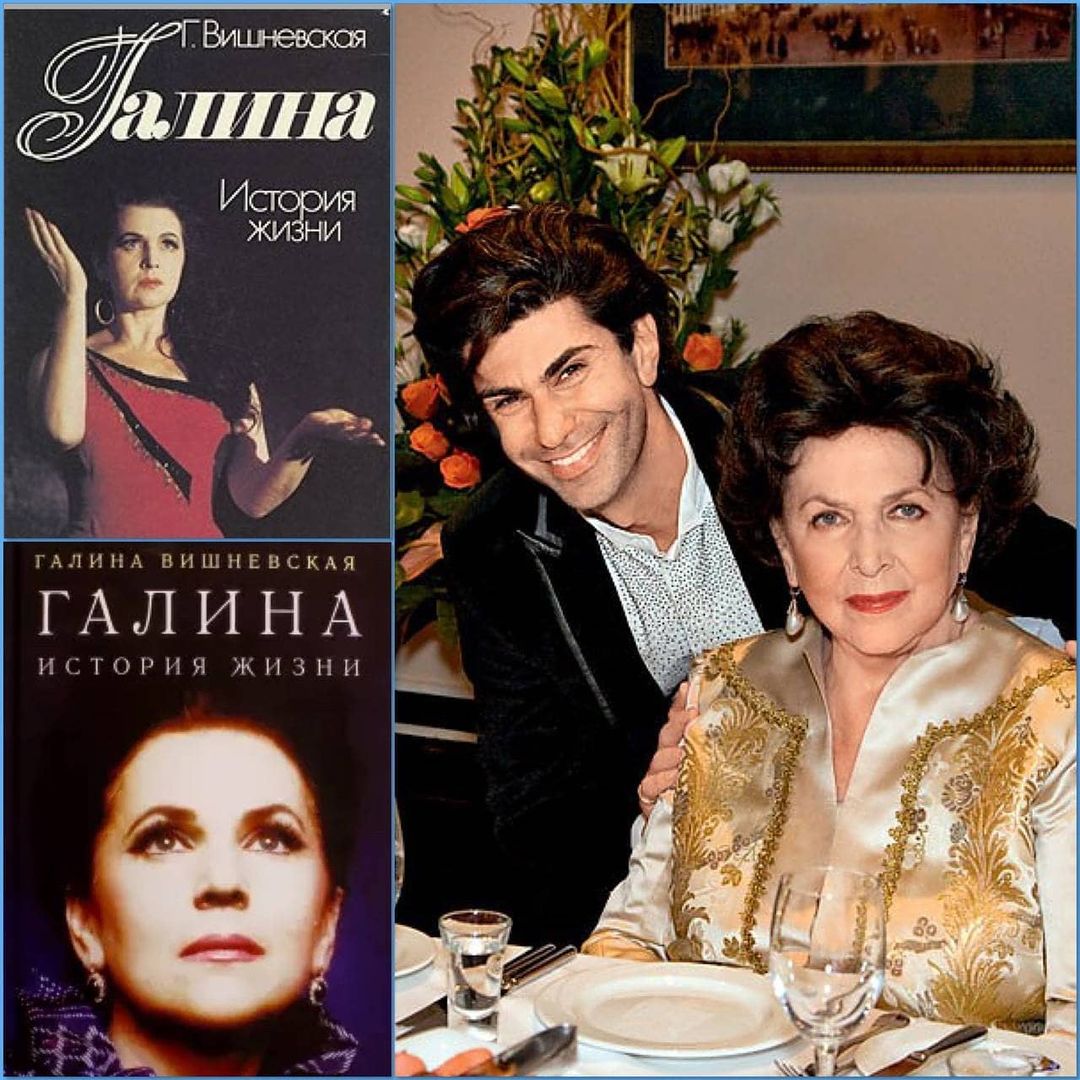 Г. Вишневская
Галина
История
жизни
ГАЛИНА ВИШНЕВСКАЯ
ГАЛИНА
ИСТОРИЯ ЖИЗНИ